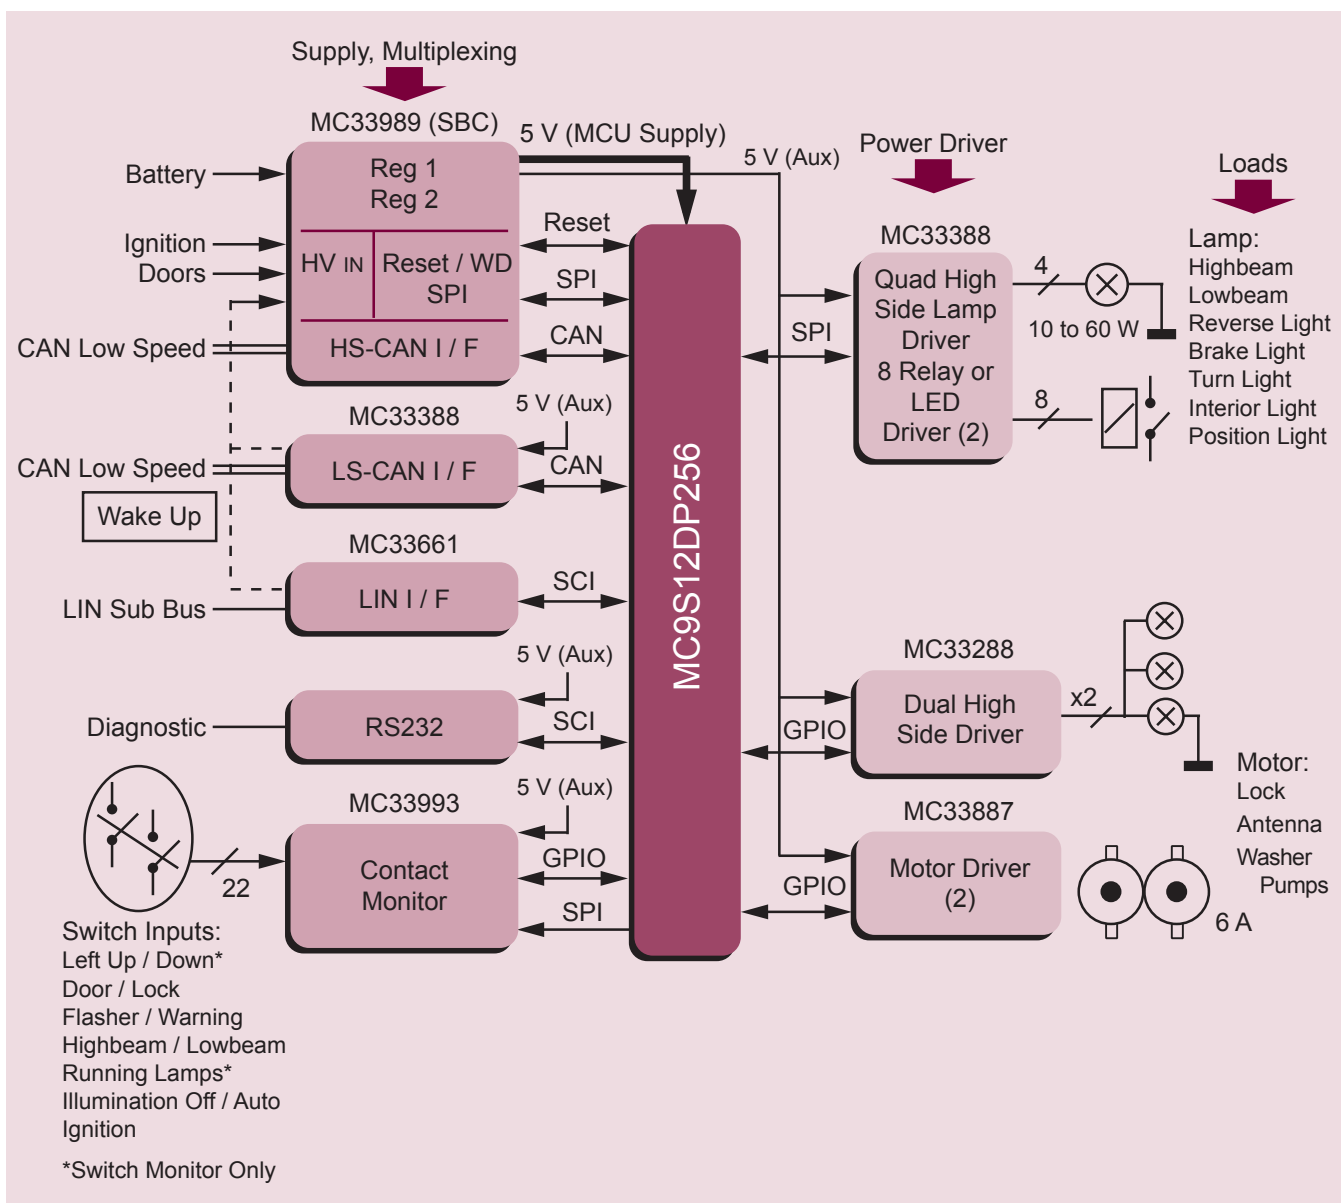 Supply, Multiplexing
MC33989 (SBC)
5 V (MCU Supply)
5 V (Aux)
Power Driver
Loads
Battery
Reg 1
Reg 2
Ignition
Doors
HV IN
Reset / WD
SPI
Reset
SPI
CAN Low Speed
HS-CAN I / F
CAN
MC33388
5 V (Aux)
CAN Low Speed
LS-CAN I / F
CAN
Wake Up
MC33661
LIN Sub Bus
LIN I / F
SCI
5 V (Aux)
Diagnostic
RS232
SCI
MC33993
5 V (Aux)
22
Contact
Monitor
GPIO
SPI
Switch Inputs:
Left Up / Down*
Door / Lock
Flasher / Warning
Highbeam / Lowbeam
Running Lamps*
Illumination Off / Auto
Ignition
*Switch Monitor Only
MC9S12DP256
MC33388
SPI
Quad High
Side Lamp
Driver
8 Relay or
LED
Driver (2)
4
10 to 60 W
8
Lamp:
Highbeam
Lowbeam
Reverse Light
Brake Light
Turn Light
Interior Light
Position Light
MC33288
GPIO
Dual High
Side Driver
x2
MC33887
GPIO
Motor Driver
(2)
6 A
Motor:
Lock
Antenna
Washer
Pumps